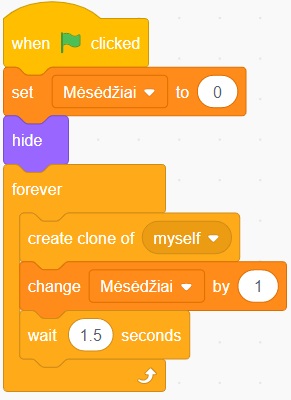 when clicked
set Mėsėdžiai to 0
hide
forever
create clone of myself
change Mėsėdžiai by 1
wait 1.5 seconds